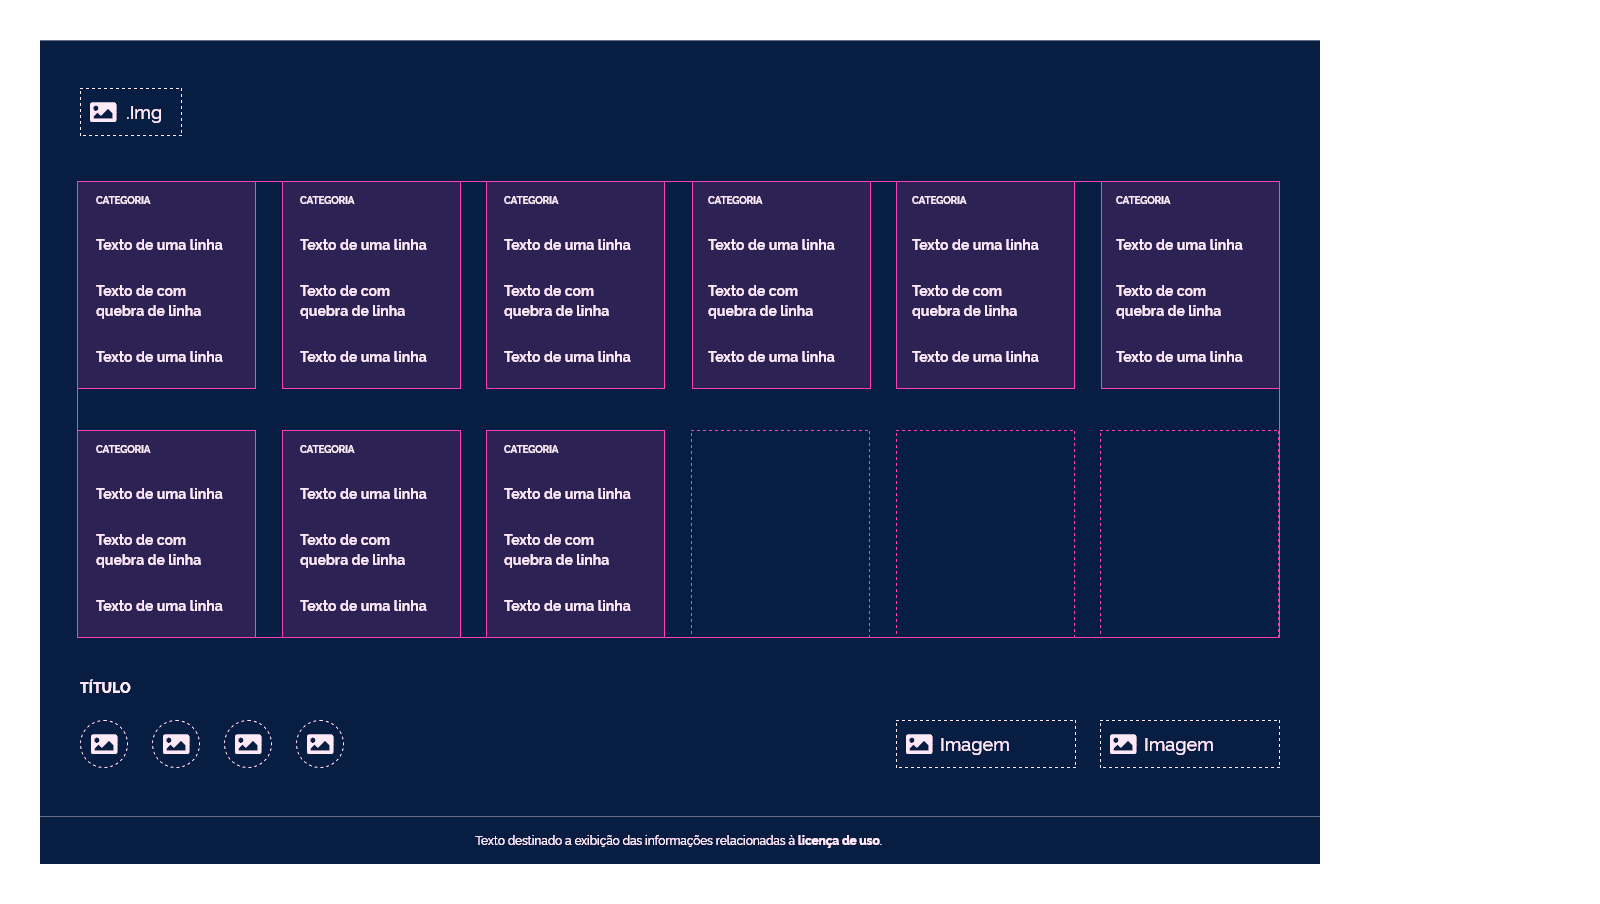 .Img
CATEGORIA
Texto de uma linha
Texto de com
quebra de linha
Texto de uma linha
CATEGORIA
Texto de uma linha
Texto de com
quebra de linha
Texto de uma linha
CATEGORIA
Texto de uma linha
Texto de com
quebra de linha
Texto de uma linha
CATEGORIA
Texto de uma linha
Texto de com
quebra de linha
Texto de uma linha
CATEGORIA
Texto de uma linha
Texto de com
quebra de linha
Texto de uma linha
CATEGORIA
Texto de uma linha
Texto de com
quebra de linha
Texto de uma linha
CATEGORIA
Texto de uma linha
Texto de com
quebra de linha
Texto de uma linha
CATEGORIA
Texto de uma linha
Texto de com
quebra de linha
Texto de uma linha
CATEGORIA
Texto de uma linha
Texto de com
quebra de linha
Texto de uma linha
TÍTULO
Imagem
Imagem
Texto destinado a exibição das informações relacionadas à licença de uso.